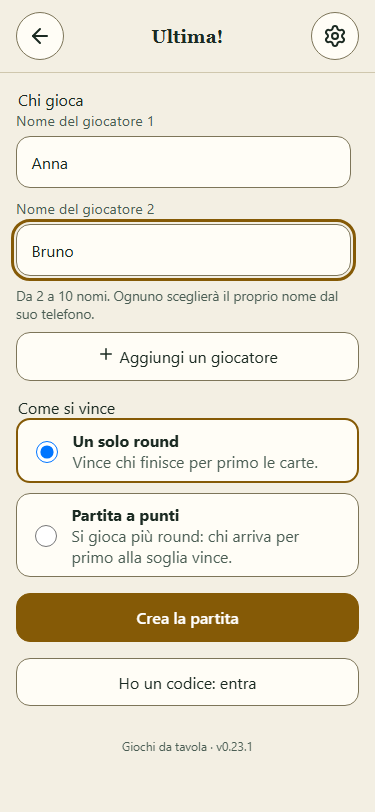 Ultima!
Chi gioca
Nome del giocatore 1
Anna
Nome del giocatore 2
Bruno
Da 2 a 10 nomi. Ognuno sceglierà il proprio nome dal
suo telefono.
+ Aggiungi un giocatore
Come si vince
Un solo round
Vince chi finisce per primo le carte.
Partita a punti
Si gioca più round: chi arriva per
primo alla soglia vince.
Crea la partita
Ho un codice: entra
Giochi da tavola · v0.23.1